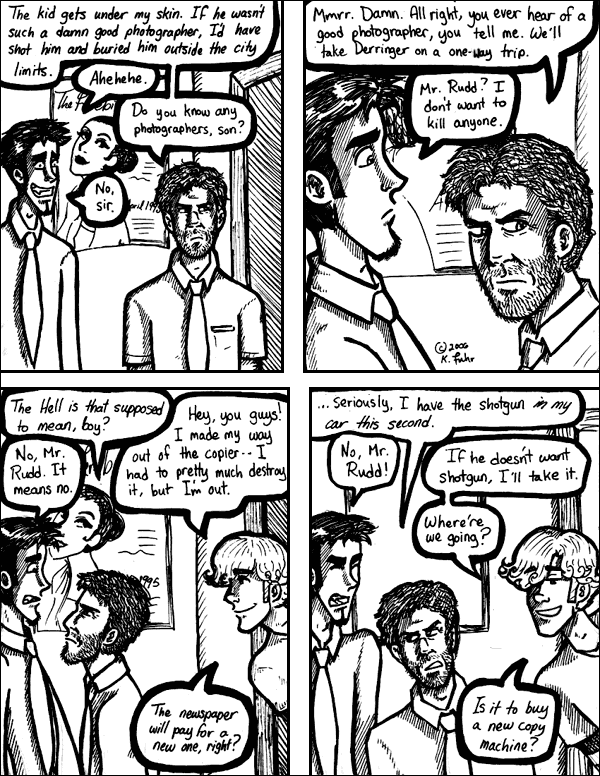 The kid gets under my skin. If he wasn't
such a damn good photographer, I'd have
shot him and buried him outside the city
limits.
Ahehehe.
Do you know any
photographers, son?
No,
sir.
Mmrr. Damn. All right, you ever hear of a
good photographer, you tell me. We'll
take Derringer on a one-way trip.
Mr. Rudd? I
don't want to
kill anyone.
© 2006
K. Fuhr
The Hell is that supposed
to mean, boy?
No, Mr.
Rudd. It
means no.
Hey, you guys!
I made my way
out of the copier-- I
had to pretty much destroy
it, but I'm out.
1995
The newspaper
will pay for a
new one, right?
... Seriously, I have the shotgun in my
car this second.
No, Mr.
Rudd!
If he doesn't want
shotgun, I'll take it.
Where're
we going?
Is it to buy
a new copy
machine?